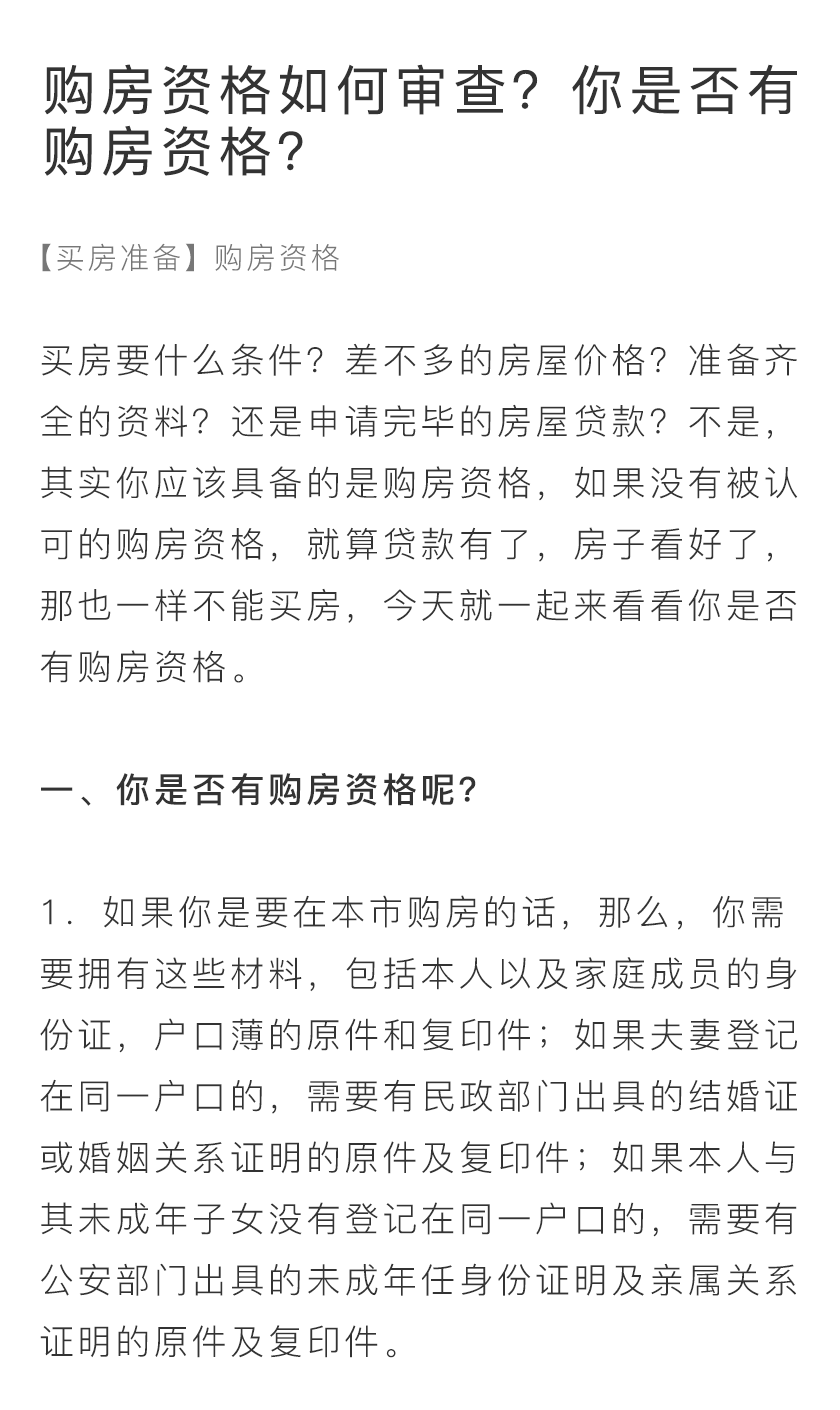 购房资格如何审查？你是否有
购房资格？
【买房准备】购房资格
买房要什么条件？差不多的房屋价格？准备齐
全的资料？还是申请完毕的房屋贷款？不是，
其实你应该具备的是购房资格，如果没有被认
可的购房资格，就算贷款有了，房子看好了，
那也一样不能买房，今天就一起来看看你是否
有购房资格。
一、你是否有购房资格呢？
1．如果你是要在本市购房的话，那么，你需
要拥有这些材料，包括本人以及家庭成员的身
份证，户口薄的原件和复印件；如果夫妻登记
在同一户口的，需要有民政部门出具的结婚证
或婚姻关系证明的原件及复印件；如果本人与
其未成年子女没有登记在同一户口的，需要有
公安部门出具的未成年任身份证明及亲属关系
证明的原件及复印件。